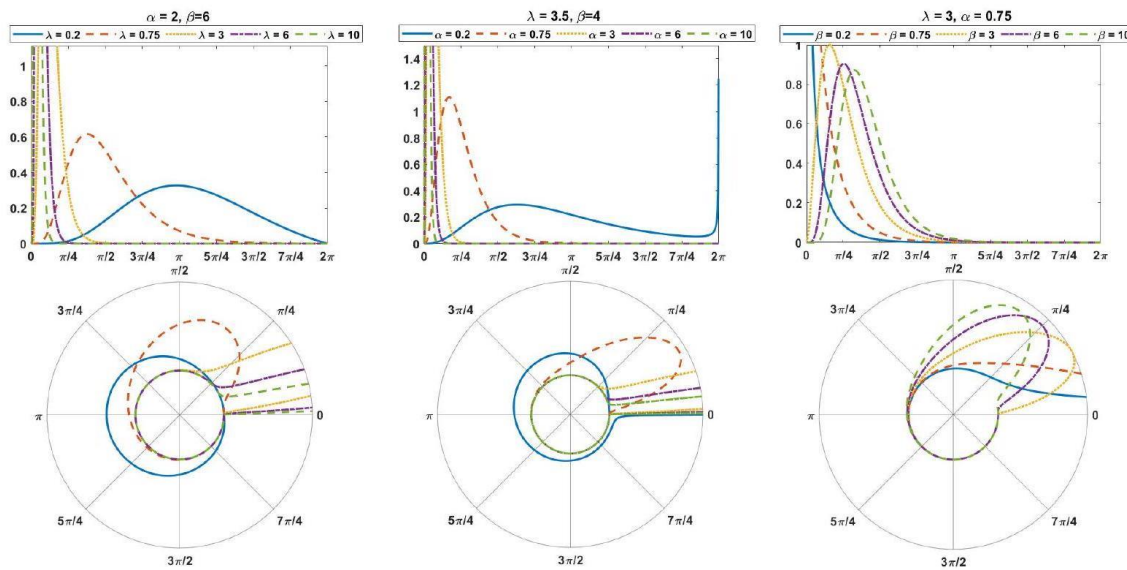 α = 2, β=6
λ = 0.2 λ = 0.75 λ = 3 λ = 6 λ = 10
1
0.8
0.6
0.4
0.2
0
0 π/4 π/2 3π/4 π 5π/4 3π/2 7π/4 2π
π/2
3π/4 π/4
π 0
5π/4 7π/4
3π/2
λ = 3.5, β=4
α = 0.2 α = 0.75 α = 3 α = 6 α = 10
1.4
1.2
1
0.8
0.6
0.4
0.2
0
0 π/4 π/2 3π/4 π 5π/4 3π/2 7π/4 2π
π/2
3π/4 π/4
π 0
5π/4 7π/4
3π/2
λ = 3, α = 0.75
β = 0.2 β = 0.75 β = 3 β = 6 β = 10
1
0.8
0.6
0.4
0.2
0
0 π/4 π/2 3π/4 π 5π/4 3π/2 7π/4 2π
π/2
3π/4 π/4
π 0
5π/4 7π/4
3π/2